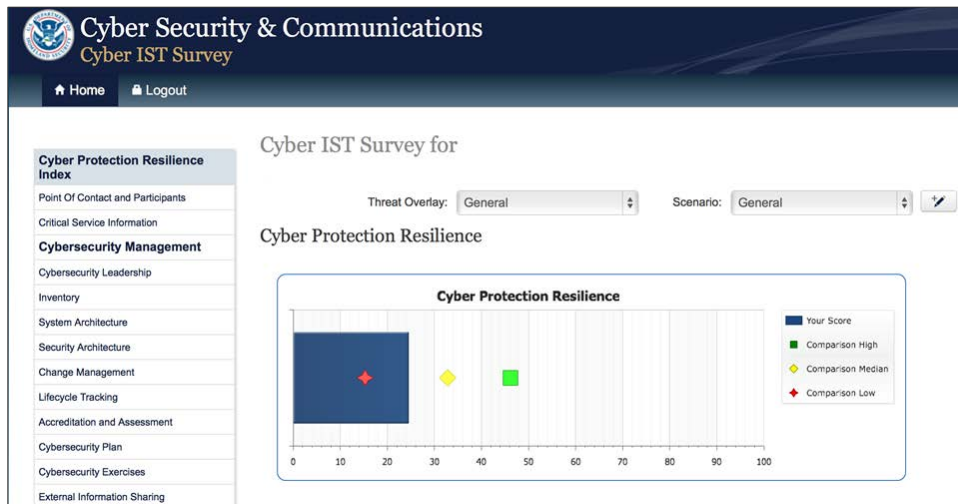 Cyber Security & Communications
Cyber IST Survey
Home Logout
Cyber IST Survey for
Cyber Protection Resilience
Index
Point Of Contact and Participants
Critical Service Information
Cybersecurity Management
Cybersecurity Leadership
Inventory
System Architecture
Security Architecture
Change Management
Lifecycle Tracking
Accreditation and Assessment
Cybersecurity Plan
Cybersecurity Exercises
External Information Sharing
Threat Overlay: General Scenario: General
Cyber Protection Resilience
Cyber Protection Resilience
Your Score
Comparison High
Comparison Median
Comparison Low
0 10 20 30 40 50 60 70 80 90 100